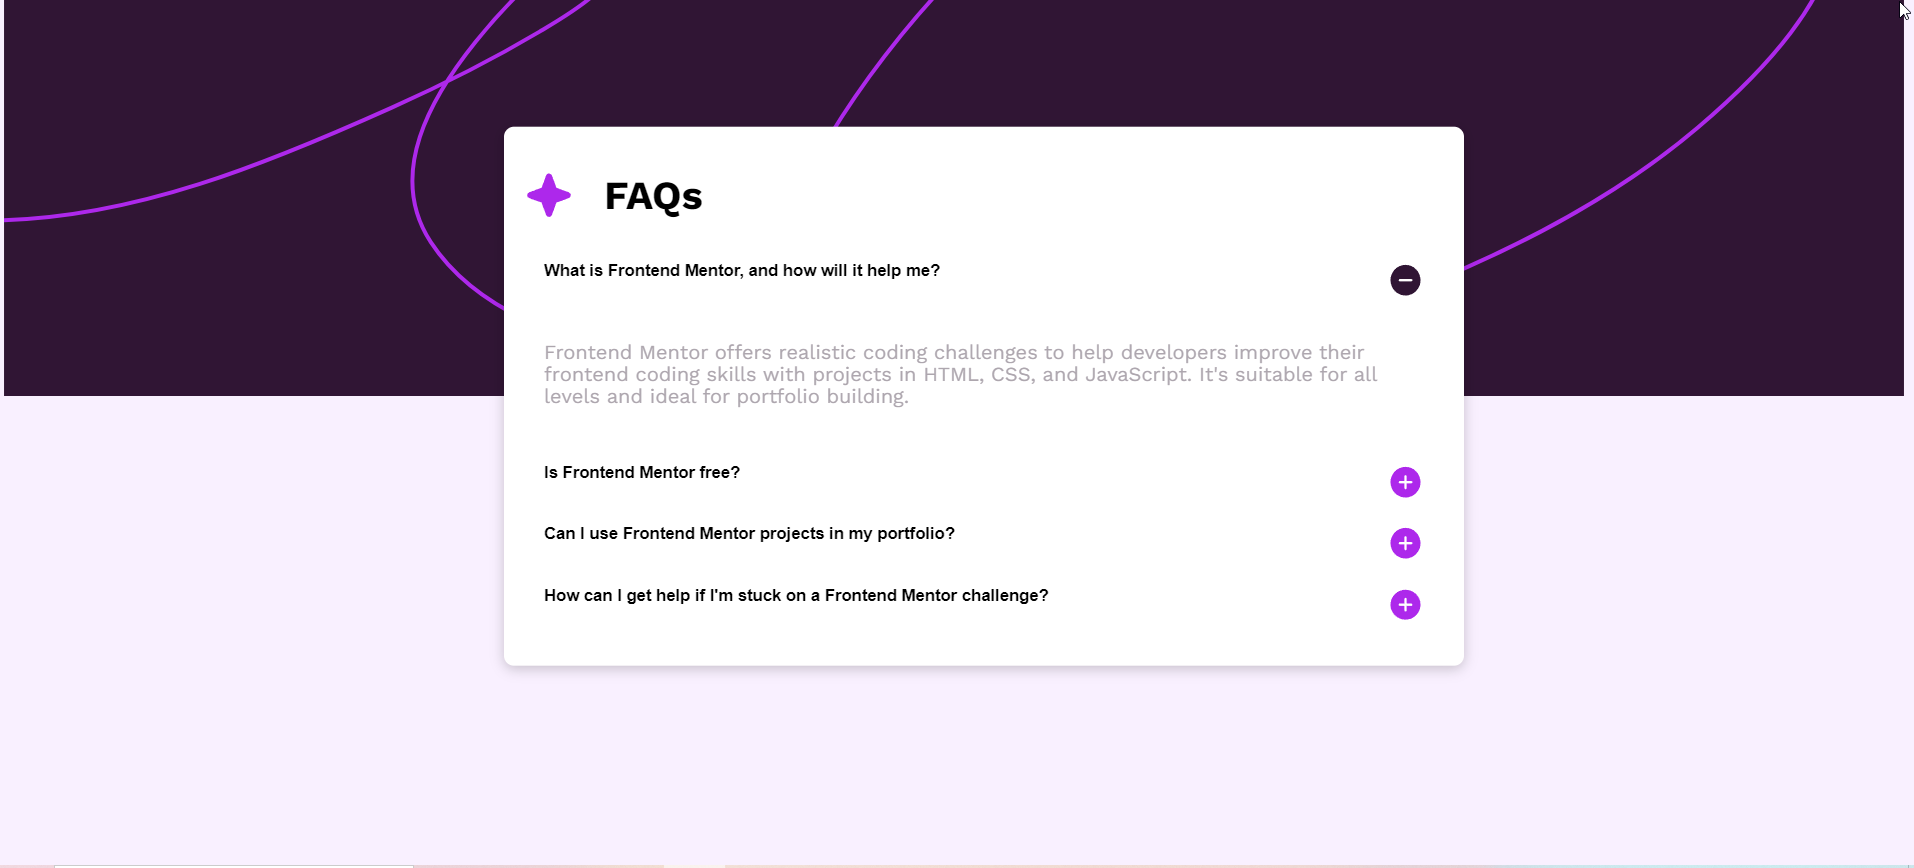 FAQs
What is Frontend Mentor, and how will it help me?
Frontend Mentor offers realistic coding challenges to help developers improve their
frontend coding skills with projects in HTML, CSS, and JavaScript. It's suitable for all
levels and ideal for portfolio building.
Is Frontend Mentor free?
Can I use Frontend Mentor projects in my portfolio?
How can I get help if I'm stuck on a Frontend Mentor challenge?